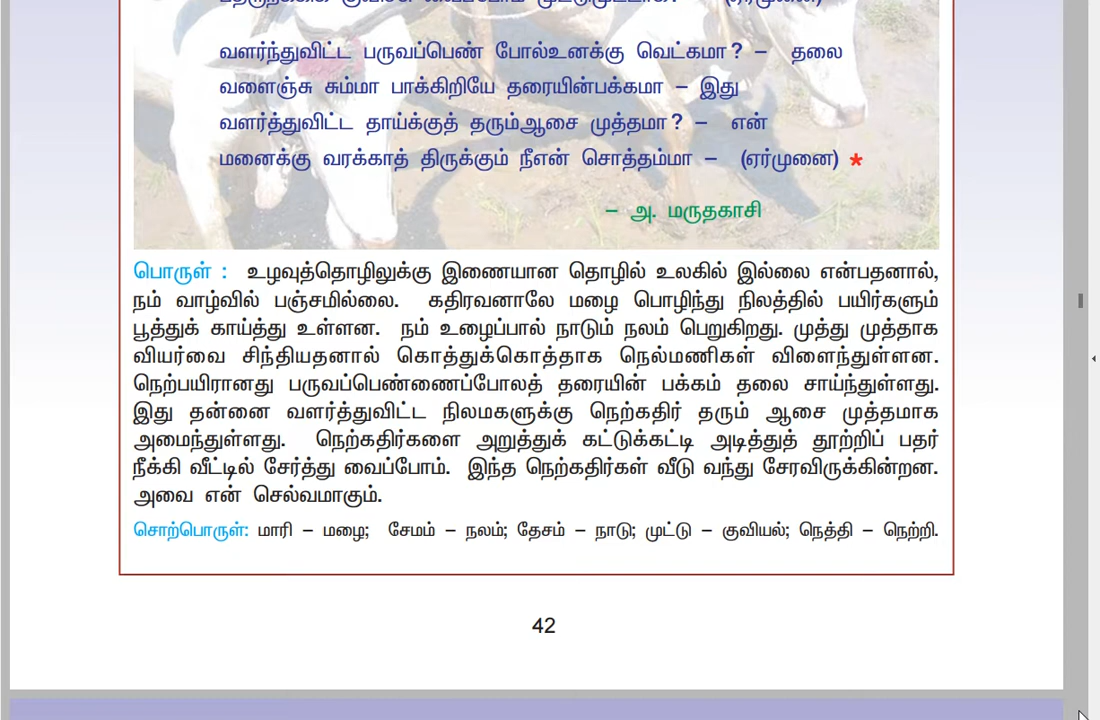 வளர்ந்துவிட்ட பருவப்பெண் போல்உனக்கு வெட்கமா ? – தலை
வளைஞ்சு சும்மா பாக்கிறியே தரையின்பக்கமா – இது
வளர்த்துவிட்ட தாய்க்குத் தரும்ஆசை முத்தமா ? – என்
மனைக்கு வரக்காத் திருக்கும் நீஎன் சொத்தம்மா – (ஏர்முனை) *
– அ. மருதகாசி
பொருள் : உழவுத்தொழிலுக்கு இணையான தொழில் உலகில் இல்லை என்பதனால்,
நம் வாழ்வில் பஞ்சமில்லை. கதிரவனாலே மழை பொழிந்து நிலத்தில் பயிர்களும்
பூத்துக் காய்த்து உள்ளன. நம் உழைப்பால் நாடும் நலம் பெறுகிறது. முத்து முத்தாக
வியர்வை சிந்தியதனால் கொத்துக்கொத்தாக நெல்மணிகள் விளைந்துள்ளன.
நெற்பயிரானது பருவப்பெண்ணைப்போலத் தரையின் பக்கம் தலை சாய்ந்துள்ளது.
இது தன்னை வளர்த்துவிட்ட நிலமகளுக்கு நெற்கதிர் தரும் ஆசை முத்தமாக
அமைந்துள்ளது. நெற்கதிர்களை அறுத்துக் கட்டுக்கட்டி அடித்துத் தூற்றிப் பதர்
நீக்கி வீட்டில் சேர்த்து வைப்போம். இந்த நெற்கதிர்கள் வீடு வந்து சேரவிருக்கின்றன.
அவை என் செல்வமாகும்.
சொற்பொருள்: மாரி – மழை; சேமம் – நலம்; தேசம் – நாடு; முட்டு – குவியல்; நெத்தி – நெற்றி.
42